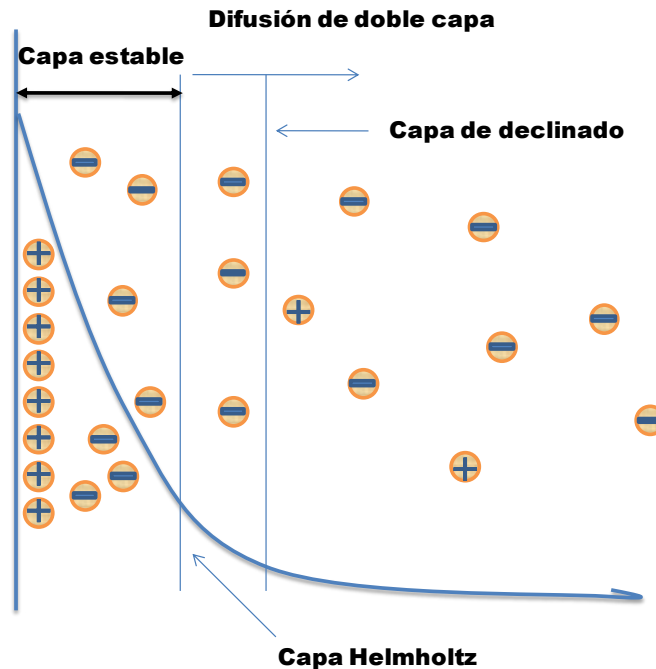 Difusión de doble capa
Capa estable
Capa de declinado
Capa Helmholtz